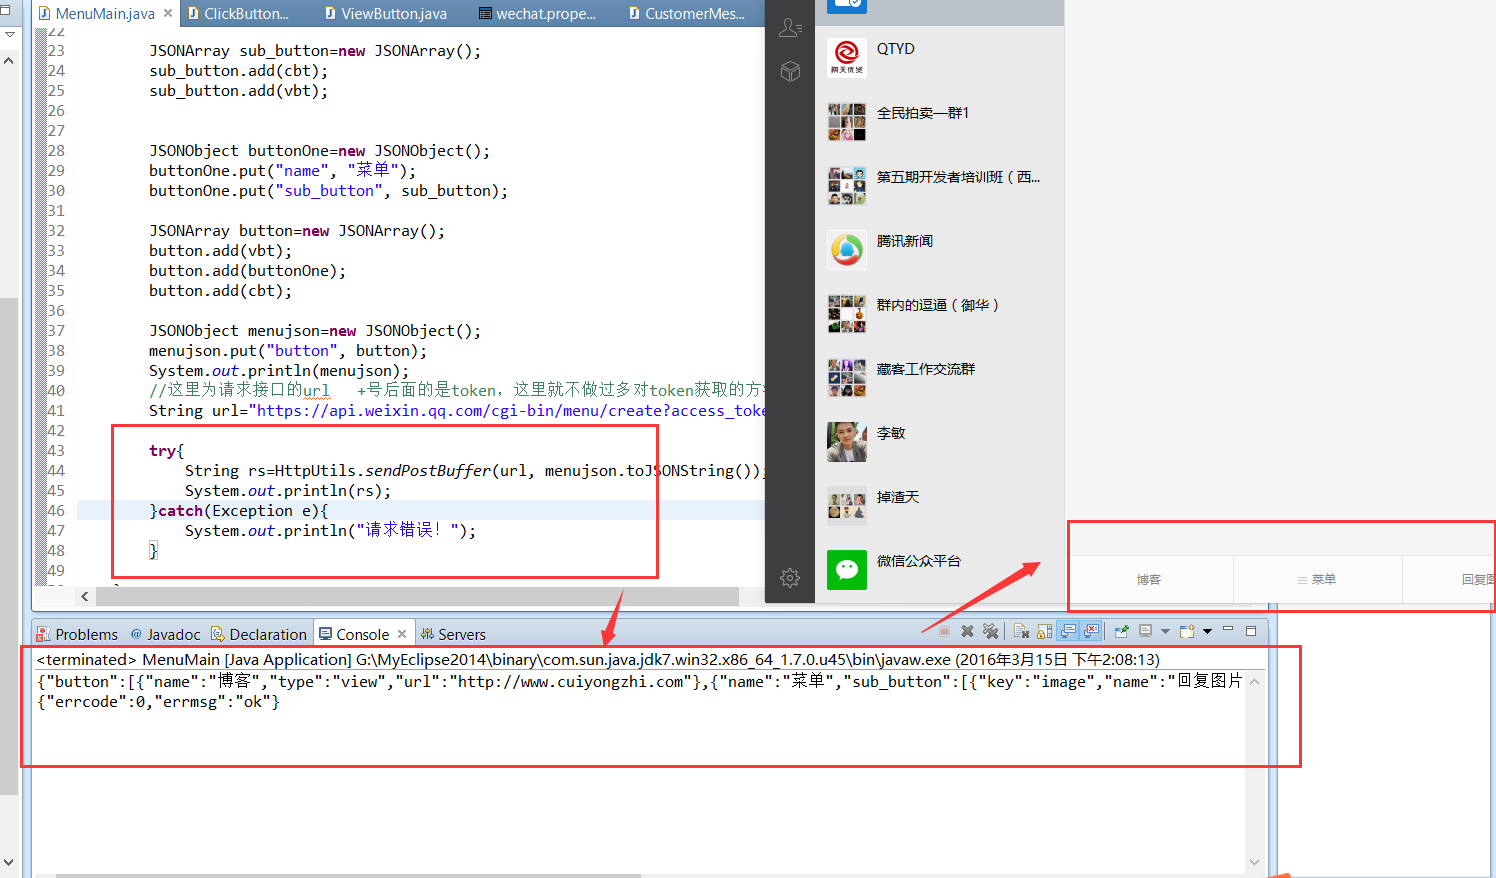 MenuMain.java
ClickButton...
ViewButton.java
wechat.prope...
CustomerMes...
22
23 JSONArray sub_button=new JSONArray();
24 sub_button.add(cbt);
25 sub_button.add(vbt);
26
27
28 JSONObject buttonOne=new JSONObject();
29 buttonOne.put("name", "菜单");
30 buttonOne.put("sub_button", sub_button);
31
32 JSONArray button=new JSONArray();
33 button.add(vbt);
34 button.add(buttonOne);
35 button.add(cbt);
36
37 JSONObject menujson=new JSONObject();
38 menujson.put("button", button);
39 System.out.println(menujson);
40 //这里为请求接口的url +号后面的是token，这里就不做过多对token获取的方
41 String url="https://api.weixin.qq.com/cgi-bin/menu/create?access_toke
42
43 try{
44 String rs=HttpUtils.sendPostBuffer(url, menujson.toJSONString());
45 System.out.println(rs);
46 }catch(Exception e){
47 System.out.println("请求错误！");
48 }
49
QTYD
全民拍卖—群1
第五期开发者培训班（西...
腾讯新闻
群内的逗逼（御华）
藏客工作交流群
李敏
掉渣天
微信公众平台
博客
菜单
回复图
Problems @ Javadoc Declaration Console Servers
<terminated> MenuMain [Java Application] G:\MyEclipse2014\binary\com.sun.java.jdk7.win32.x86_64_1.7.0.u45\bin\javaw.exe (2016年3月15日 下午2:08:13)
{"button":[{"name":"博客","type":"view","url":"http://www.cuiyongzhi.com"},{"name":"菜单","sub_button":[{"key":"image","name":"回复图片
{"errcode":0,"errmsg":"ok"}